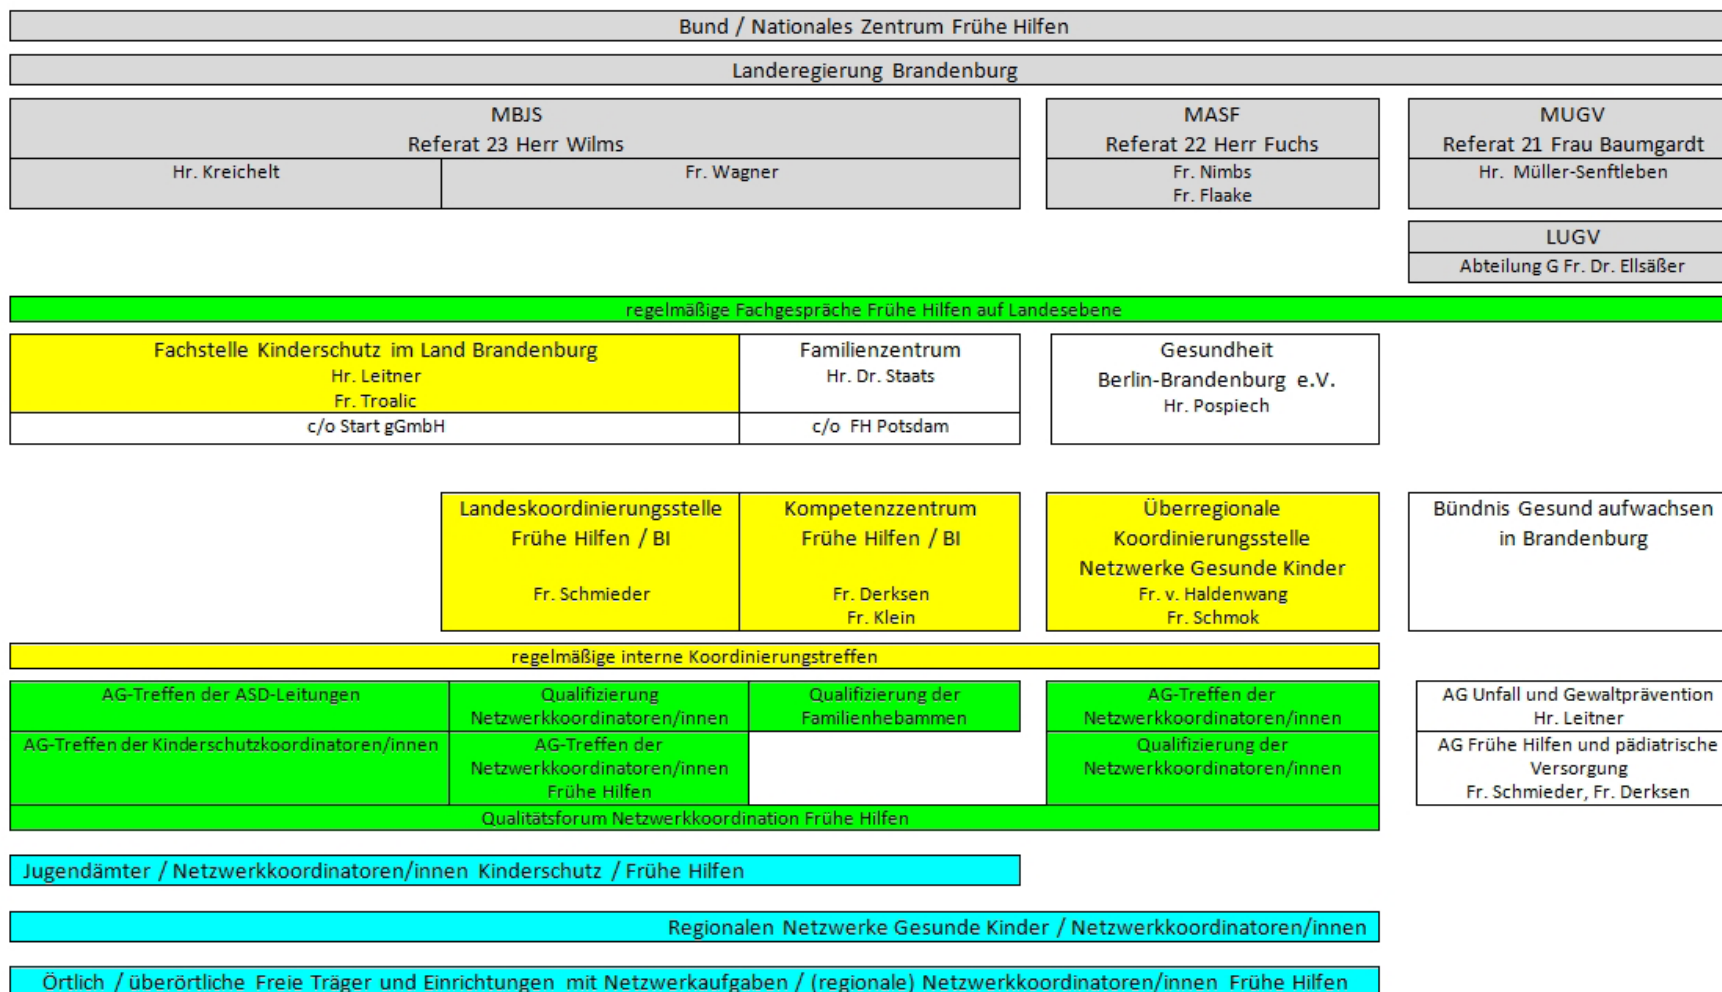 Bund / Nationales Zentrum Frühe Hilfen
Landeregierung Brandenburg
MBJS
Referat 23 Herr Wilms
Hr. Kreichelt
Fr. Wagner
MASF
Referat 22 Herr Fuchs
Fr. Nimbs
Fr. Flaake
MUGV
Referat 21 Frau Baumgardt
Hr. Müller-Senftleben
LUGV
Abteilung G Fr. Dr. Ellsäßer
regelmäßige Fachgespräche Frühe Hilfen auf Landesebene
Fachstelle Kinderschutz im Land Brandenburg
Hr. Leitner
Fr. Troalic
c/o Start gGmbH
Familienzentrum
Hr. Dr. Staats
c/o FH Potsdam
Gesundheit
Berlin-Brandenburg e.V.
Hr. Pospiech
Landeskoordinierungsstelle
Frühe Hilfen / BI
Fr. Schmieder
Kompetenzzentrum
Frühe Hilfen / BI
Fr. Derksen
Fr. Klein
Überregionale
Koordinierungsstelle
Netzwerke Gesunde Kinder
Fr. v. Haldenwang
Fr. Schmok
Bündnis Gesund aufwachsen
in Brandenburg
regelmäßige interne Koordinierungstreffen
AG-Treffen der ASD-Leitungen
Qualifizierung
Netzwerkkoordinatoren/innen
Qualifizierung der
Familienhebammen
AG-Treffen der
Netzwerkkoordinatoren/innen
AG Unfall und Gewaltprävention
Hr. Leitner
AG-Treffen der Kinderschutzkoordinatoren/innen
AG-Treffen der
Netzwerkkoordinatoren/innen
Frühe Hilfen
Qualifizierung der
Netzwerkkoordinatoren/innen
AG Frühe Hilfen und pädiatrische
Versorgung
Fr. Schmieder, Fr. Derksen
Qualitätsforum Netzwerkkoordination Frühe Hilfen
Jugendämter / Netzwerkkoordinatoren/innen Kinderschutz / Frühe Hilfen
Regionalen Netzwerke Gesunde Kinder / Netzwerkkoordinatoren/innen
Örtlich / überörtliche Freie Träger und Einrichtungen mit Netzwerkaufgaben / (regionale) Netzwerkkoordinatoren/innen Frühe Hilfen